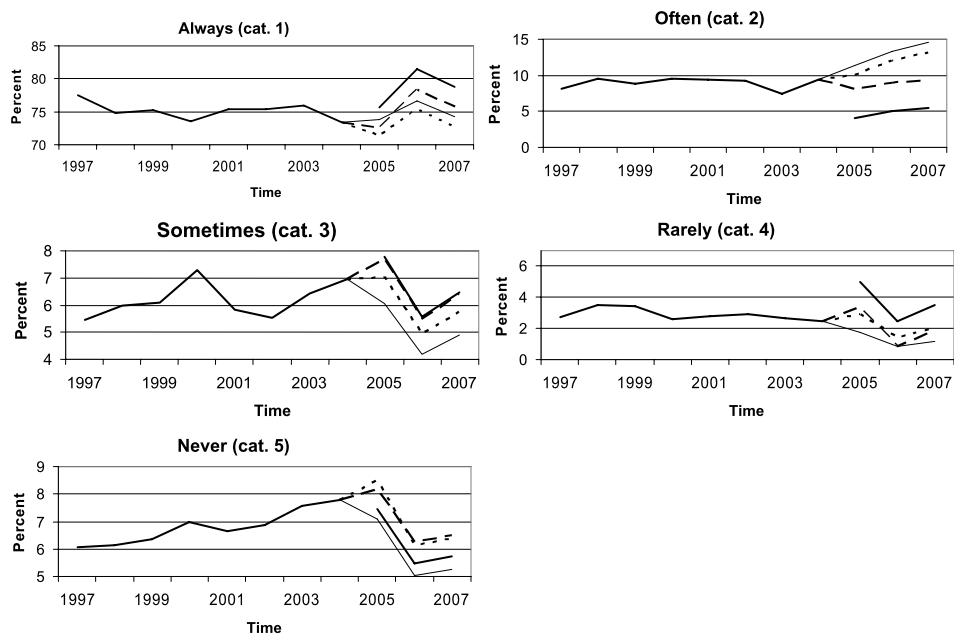 Always (cat. 1)
85
80
75
70
Percent
1997 1999 2001 2003 2005 2007
Time
Often (cat. 2)
15
10
5
0
Percent
1997 1999 2001 2003 2005 2007
Time
Sometimes (cat. 3)
8
7
6
5
4
Percent
1997 1999 2001 2003 2005 2007
Time
Rarely (cat. 4)
6
4
2
0
Percent
1997 1999 2001 2003 2005 2007
Time
Never (cat. 5)
9
8
7
6
5
Percent
1997 1999 2001 2003 2005 2007
Time